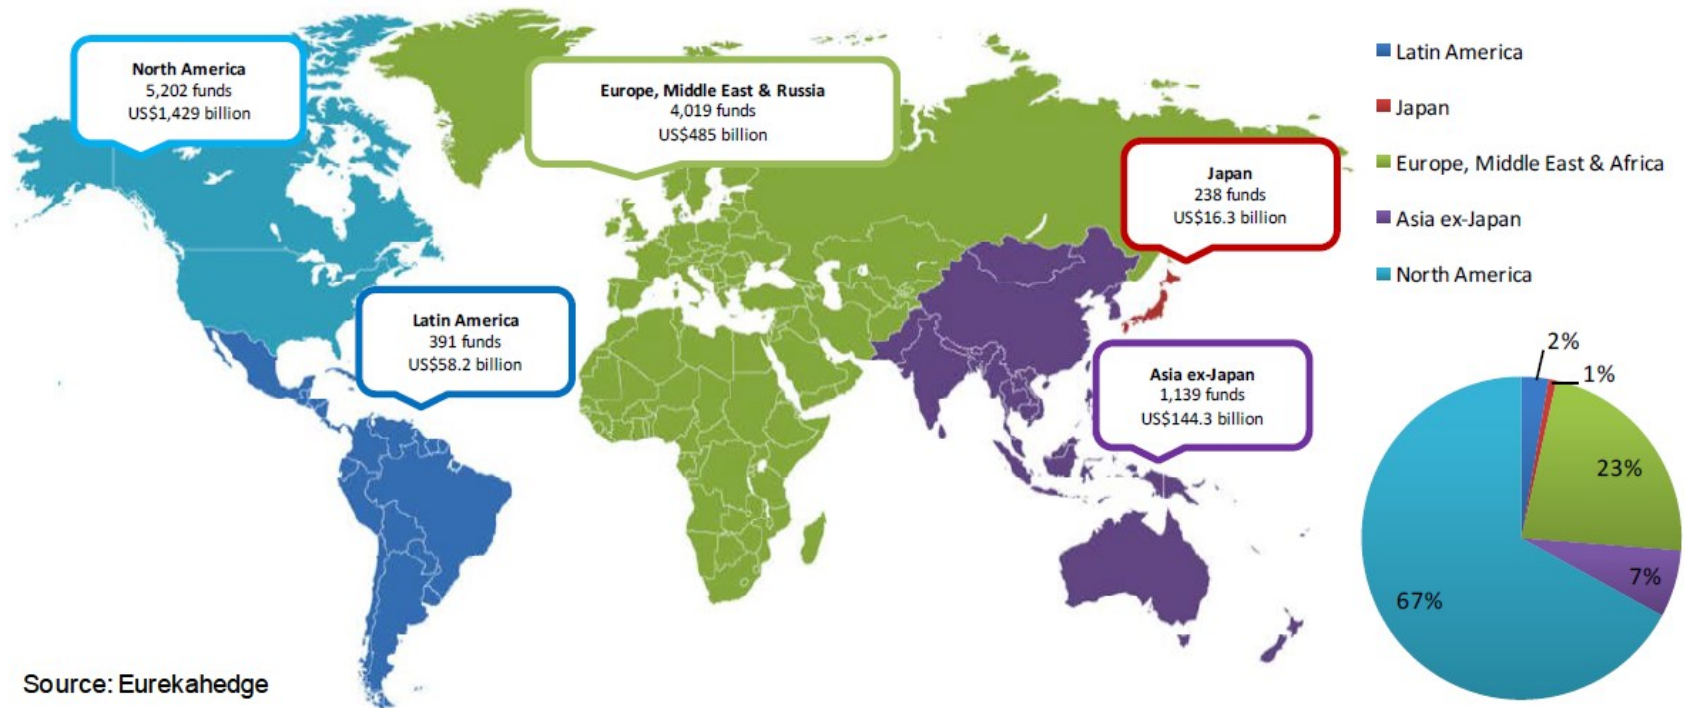 North America
5,202 funds
US$1,429 billion
Europe, Middle East & Russia
4,019 funds
US$485 billion
Japan
238 funds
US$16.3 billion
Latin America
391 funds
US$58.2 billion
Asia ex-Japan
1,139 funds
US$144.3 billion
Source: Eurekahedge
Latin America
Japan
Europe, Middle East & Africa
Asia ex-Japan
North America
2%
1%
23%
7%
67%